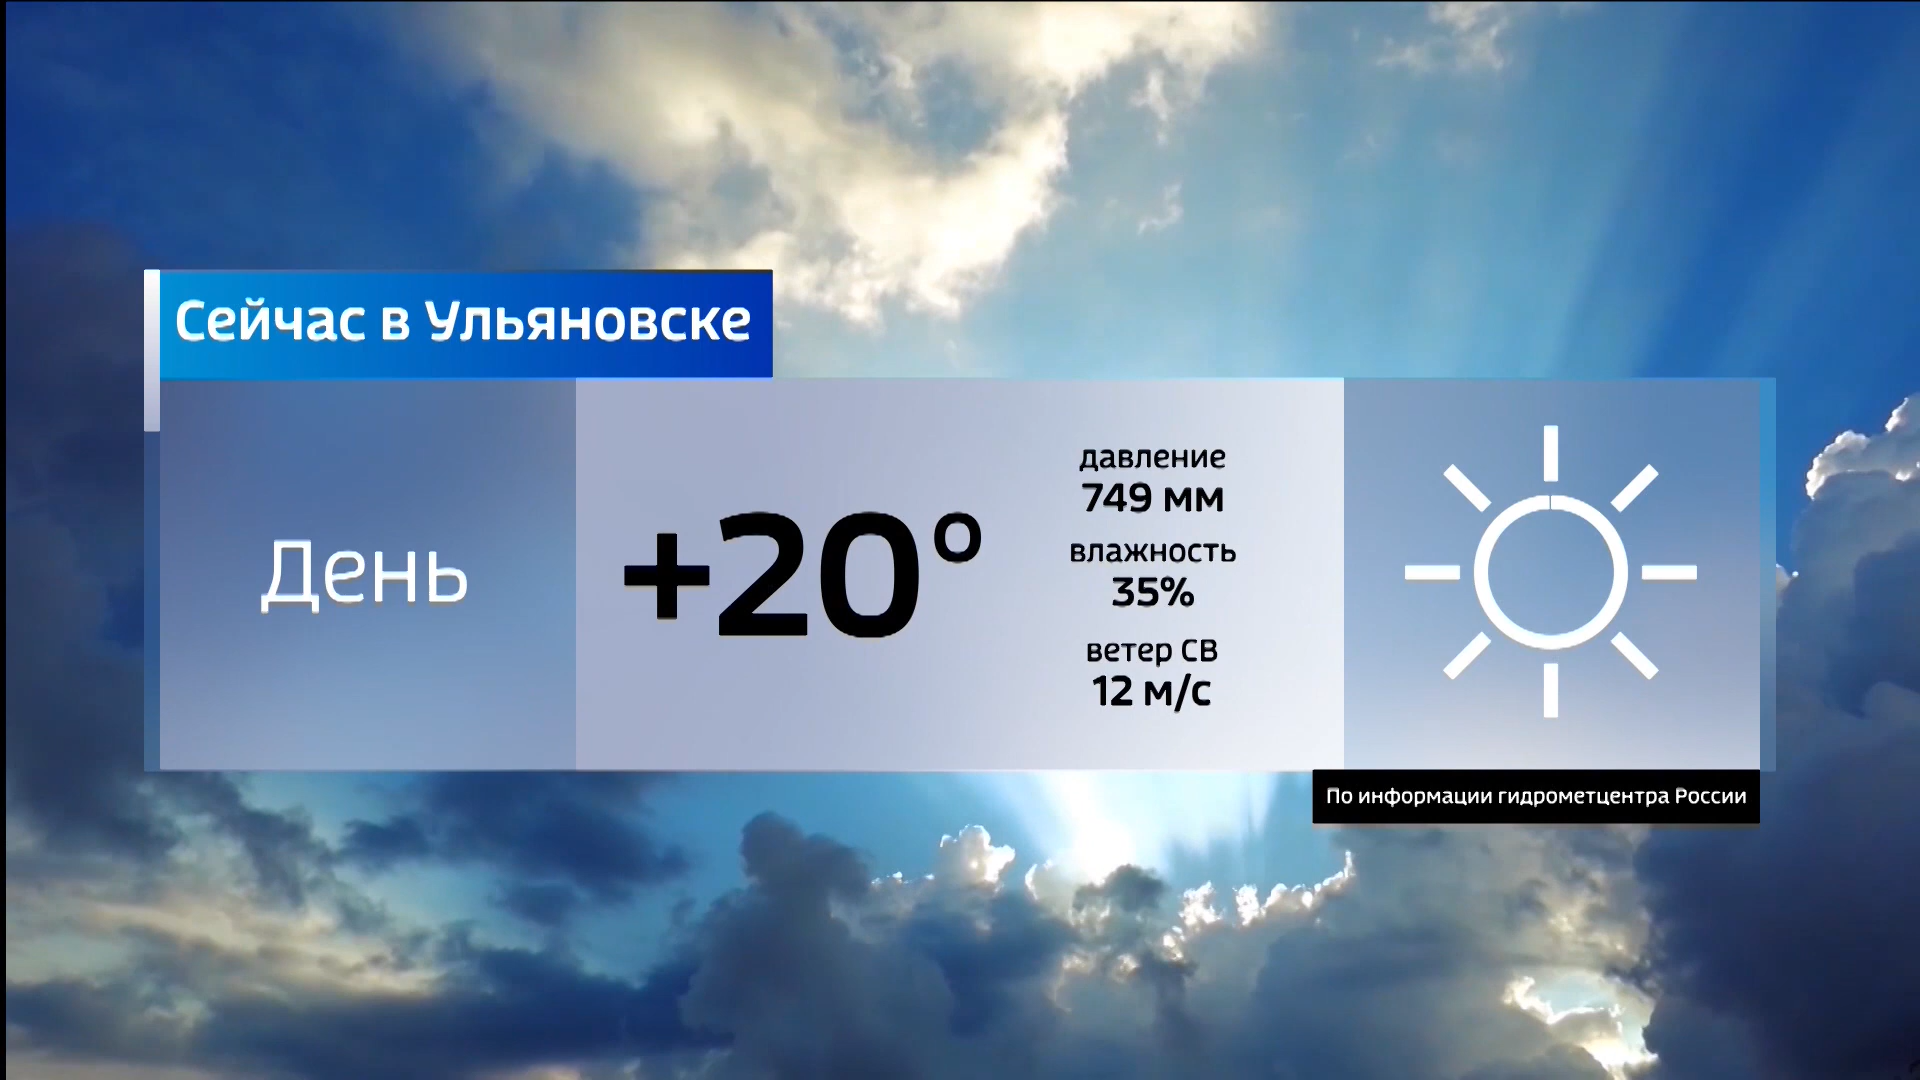 Сейчас в Ульяновске
День
+20°
давление
749 мм
влажность
35%
ветер СВ
12 м/с
По информации гидрометцентра России